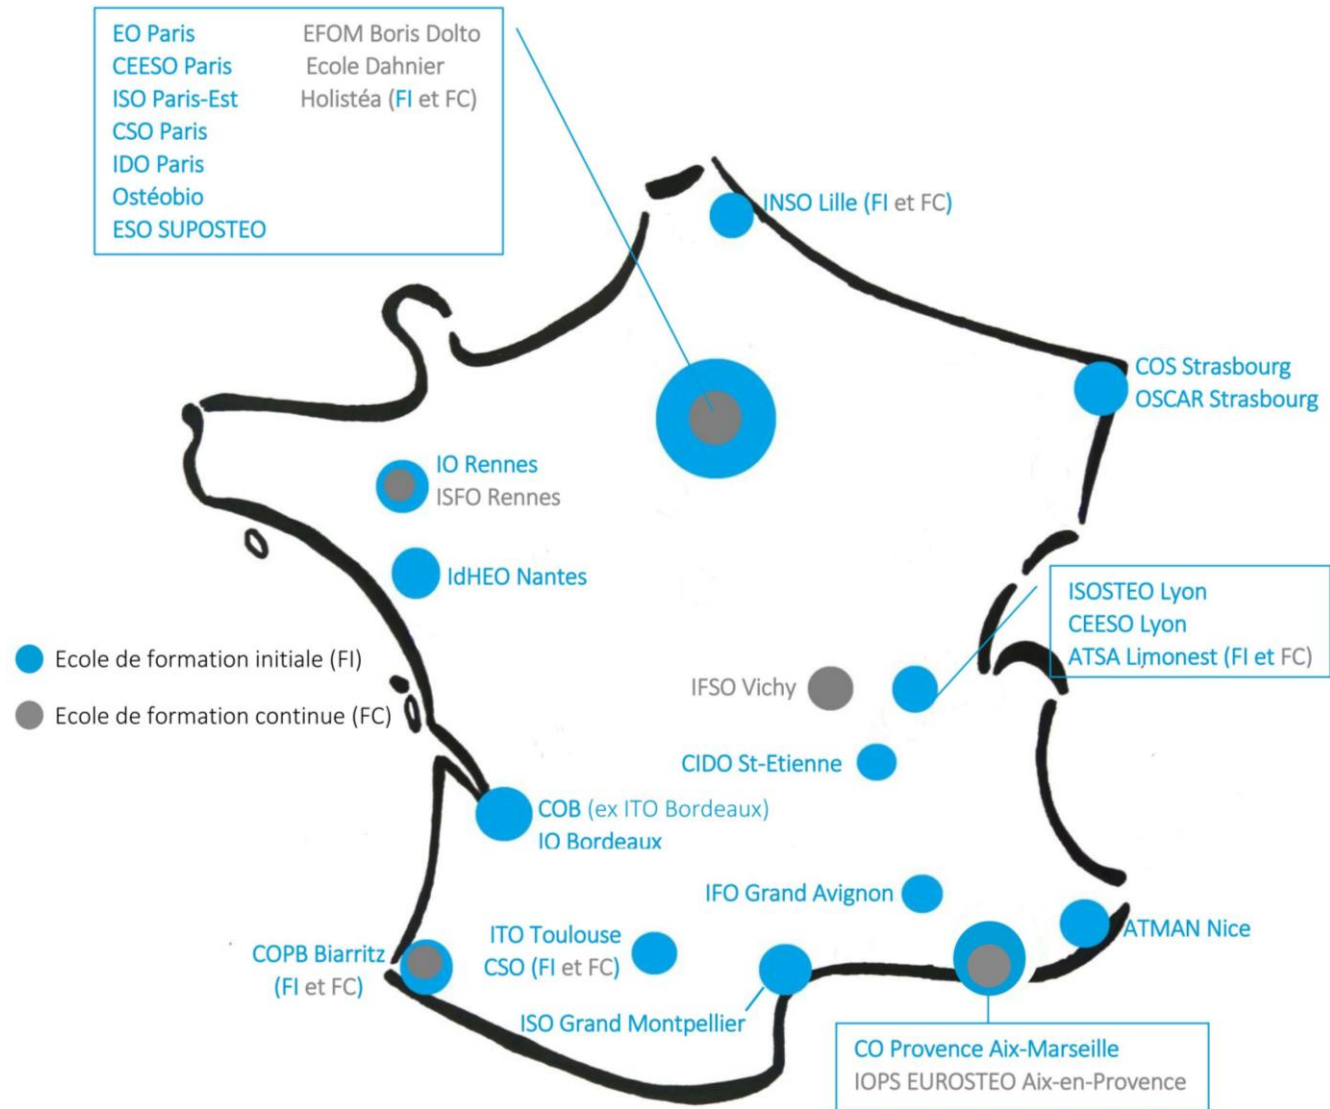 EO Paris
CEESO Paris
ISO Paris-Est
CSO Paris
IDO Paris
Ostéobio
ESO SUPOSTEO
EFOM Boris Dolto
Ecole Dahnier
Holistéa (FI et FC)
INSO Lille (FI et FC)
COS Strasbourg
OSCAR Strasbourg
IO Rennes
ISFO Rennes
IdHEO Nantes
ISOSTEO Lyon
CEESO Lyon
ATSA Limonest (FI et FC)
Ecole de formation initiale (FI)
Ecole de formation continue (FC)
IFSO Vichy
CIDO St-Etienne
COB (ex ITO Bordeaux)
IO Bordeaux
IFO Grand Avignon
ATMAN Nice
ITO Toulouse
CSO (FI et FC)
COPB Biarritz
(FI et FC)
ISO Grand Montpellier
CO Provence Aix-Marseille
IOPS EUROSTEO Aix-en-Provence